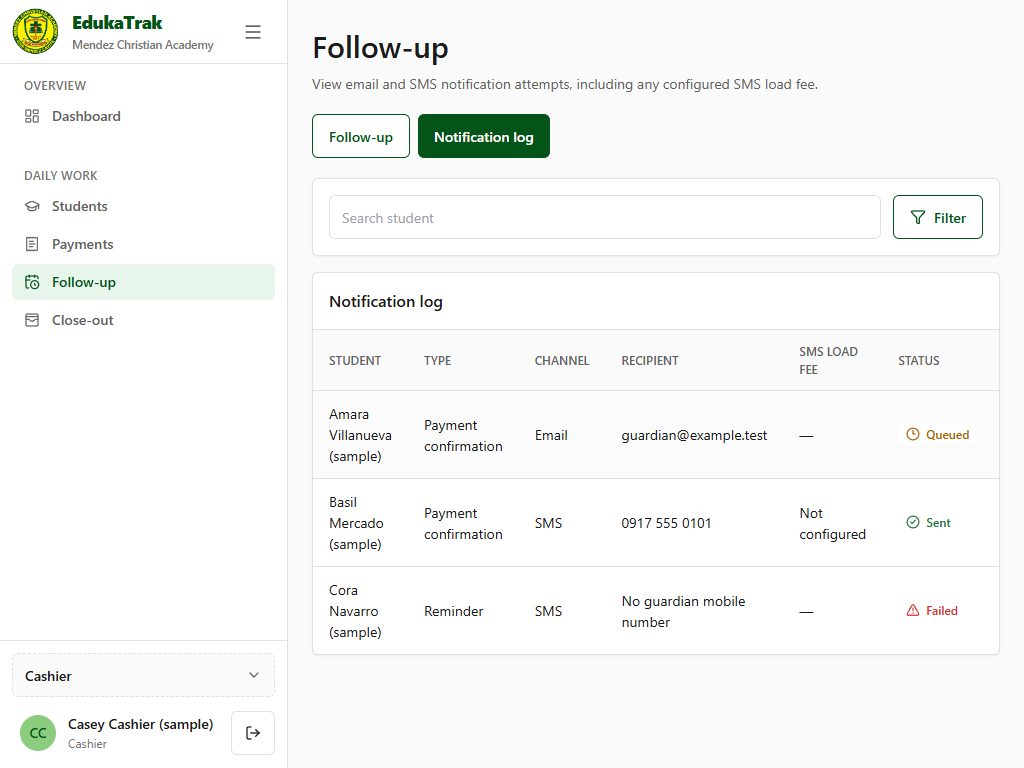 EdukaTrak
Mendez Christian Academy
OVERVIEW
Dashboard
DAILY WORK
Students
Payments
Follow-up
Close-out
Cashier
CC
Casey Cashier (sample)
Cashier
Follow-up
View email and SMS notification attempts, including any configured SMS load fee.
Follow-up
Notification log
Search student
Filter
Notification log
STUDENT TYPE CHANNEL RECIPIENT SMS LOAD FEE STATUS
Amara Villanueva (sample) Payment confirmation Email guardian@example.test — Queued
Basil Mercado (sample) Payment confirmation SMS 0917 555 0101 Not configured Sent
Cora Navarro (sample) Reminder SMS No guardian mobile number — Failed